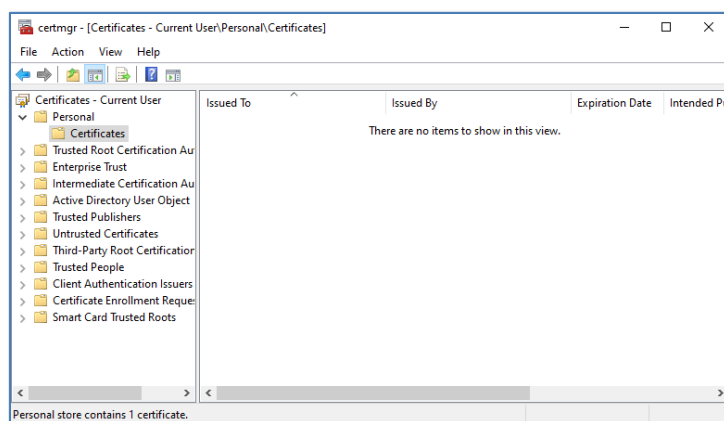 certmgr - [Certificates - Current User\Personal\Certificates]
File Action View Help
Certificates - Current User
Personal
Certificates
Trusted Root Certification Au
Enterprise Trust
Intermediate Certification Au
Active Directory User Object
Trusted Publishers
Untrusted Certificates
Third-Party Root Certification
Trusted People
Client Authentication Issuers
Certificate Enrollment Reque
Smart Card Trusted Roots
Issued To Issued By Expiration Date Intended P
There are no items to show in this view.
Personal store contains 1 certificate.